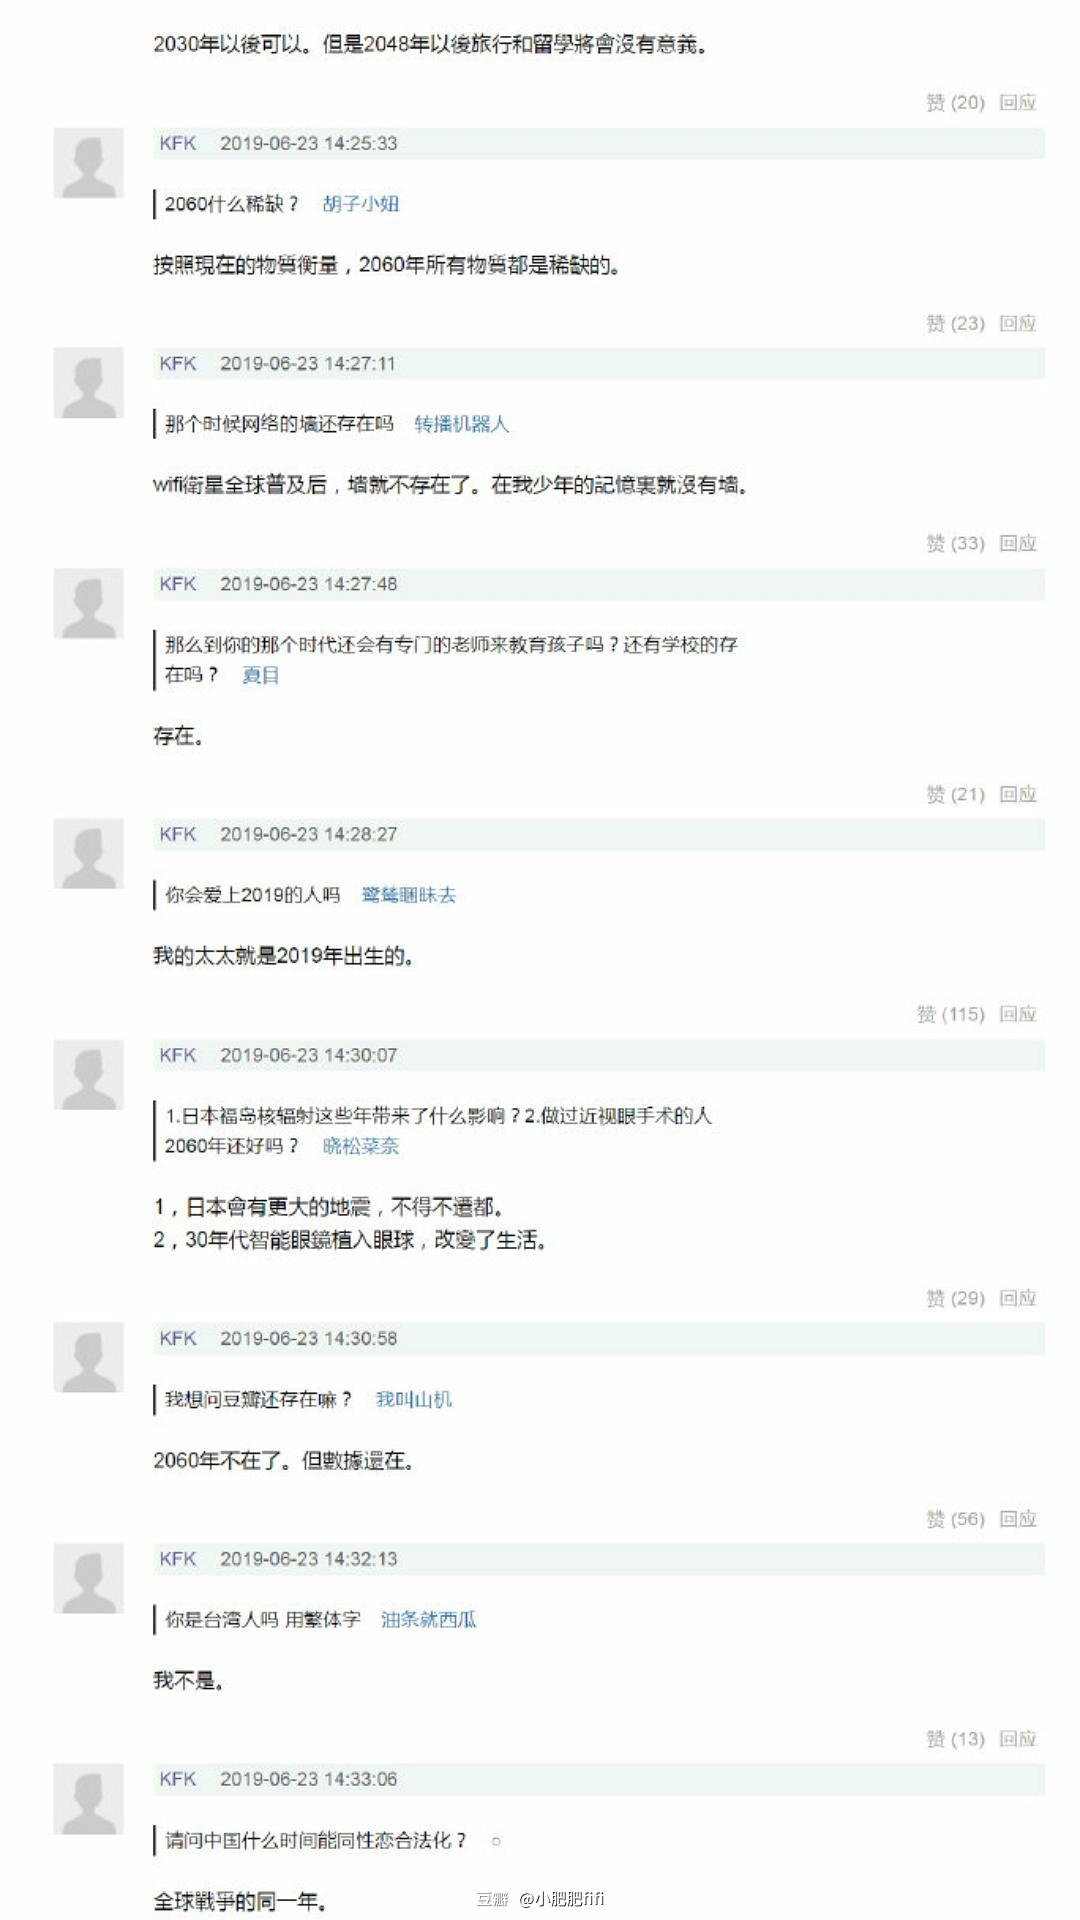 2030年以後可以。但是2048年以後旅行和留學將會沒有意義。
赞 (20) 回应
KFK 2019-06-23 14:25:33
2060什么稀缺？ 胡子小妞
按照現在的物質衡量，2060年所有物質都是稀缺的。
赞 (23) 回应
KFK 2019-06-23 14:27:11
那个时候网络的墙还存在吗 转播机器人
wifi衛星全球普及后，墻就不存在了。在我少年的記憶裏就沒有墻。
赞 (33) 回应
KFK 2019-06-23 14:27:48
那么到你的那个时代还会有专门的老师来教育孩子吗？还有学校的存
在吗？ 夏目
存在。
赞 (21) 回应
KFK 2019-06-23 14:28:27
你会爱上2019的人吗 鹭鸶睏昧去
我的太太就是2019年出生的。
赞 (115) 回应
KFK 2019-06-23 14:30:07
1.日本福岛核辐射这些年带来了什么影响？2.做过近视眼手术的人
2060年还好吗？ 晓松菜奈
1，日本會有更大的地震，不得不遷都。
2，30年代智能眼鏡植入眼球，改變了生活。
赞 (29) 回应
KFK 2019-06-23 14:30:58
我想问豆瓣还存在嘛？ 我叫山机
2060年不在了。但數據還在。
赞 (56) 回应
KFK 2019-06-23 14:32:13
你是台湾人吗 用繁体字 油条就西瓜
我不是。
赞 (13) 回应
KFK 2019-06-23 14:33:06
请问中国什么时间能同性恋合法化？ 。
全球戰爭的同一年。
豆瓣 @小肥肥fifi